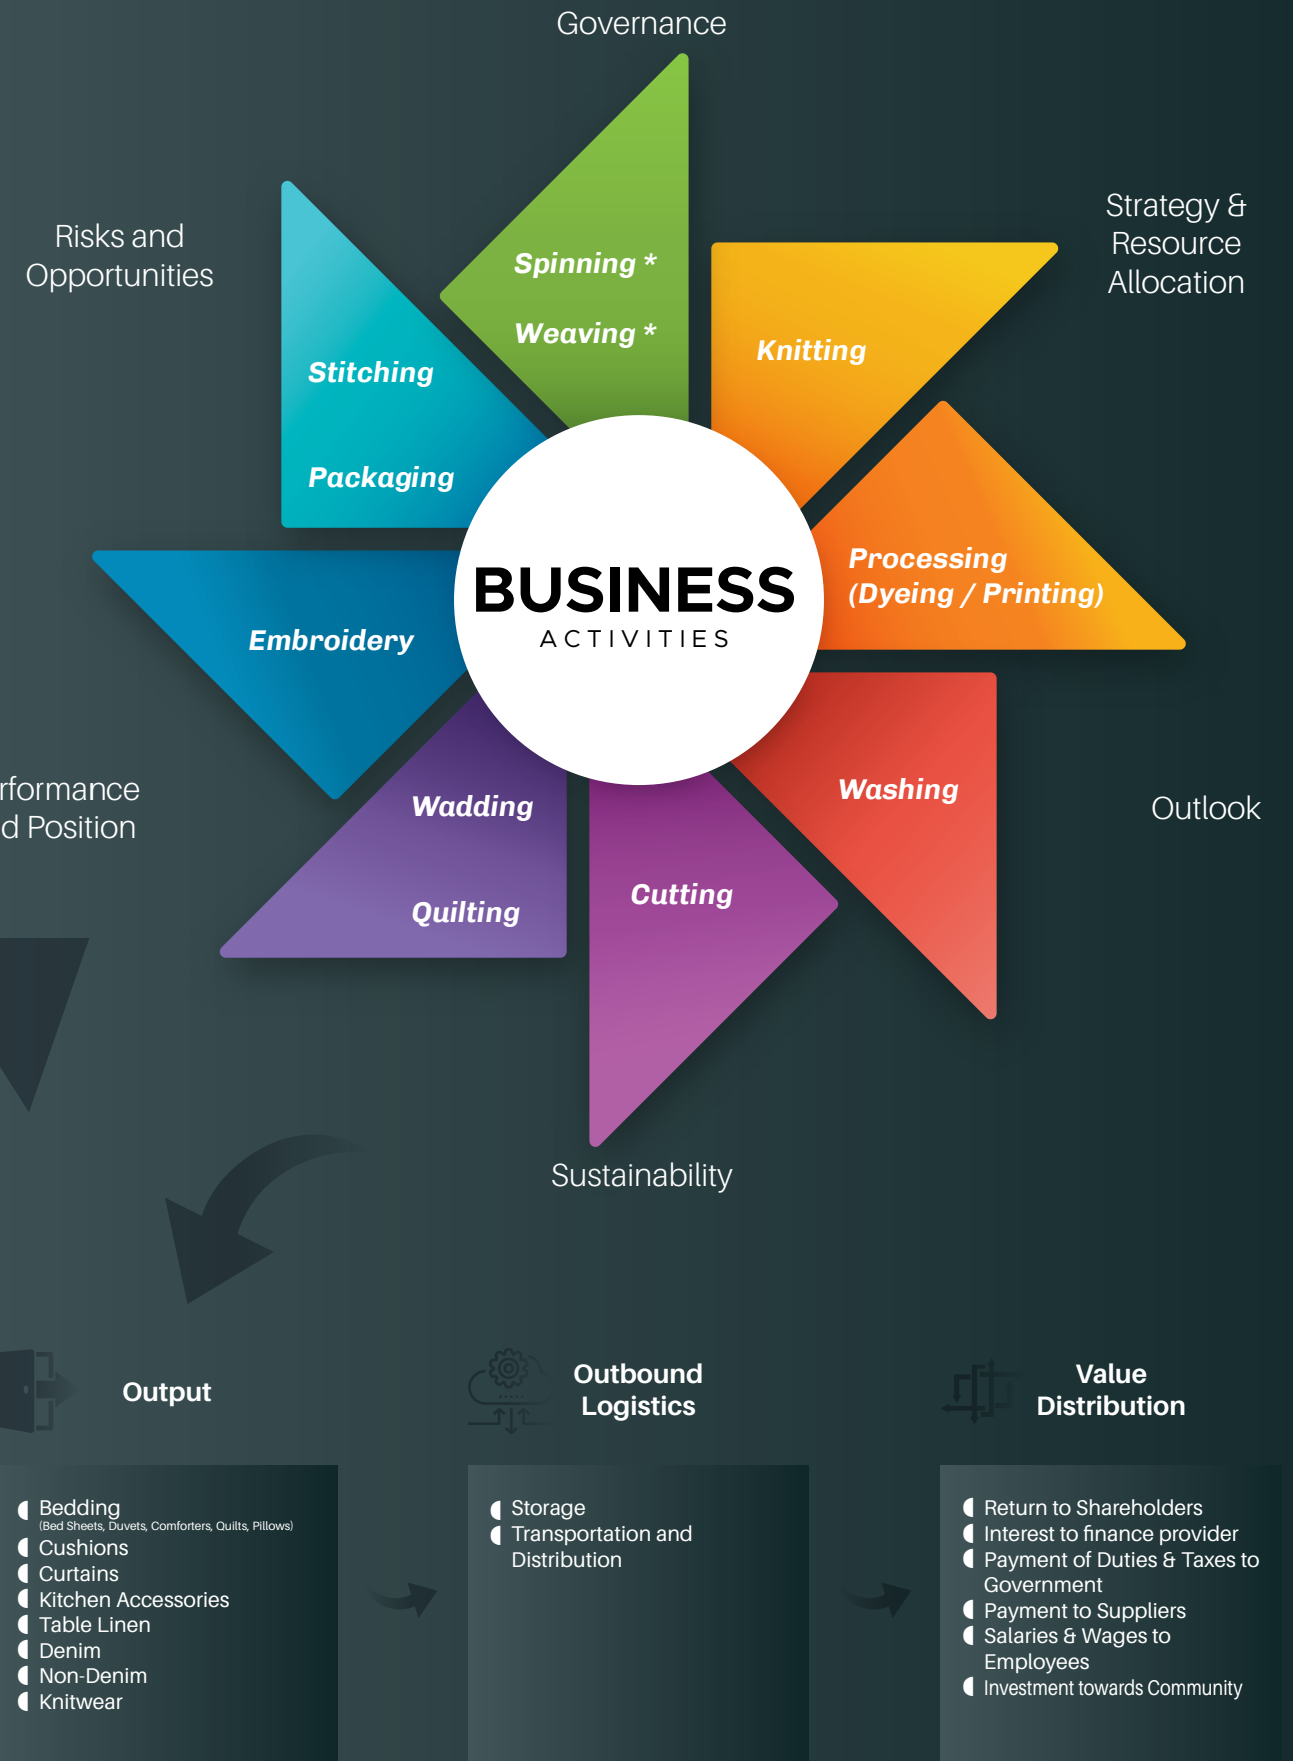 Governance
Risks and
Opportunities
Strategy &
Resource
Allocation
Spinning *
Weaving *
Knitting
Stitching
Packaging
Processing
(Dyeing / Printing)
BUSINESS
ACTIVITIES
Embroidery
rformance
d Position
Wadding
Quilting
Washing
Cutting
Outlook
Sustainability
Output
Bedding
(Bed Sheets, Duvets, Comforters, Quilts, Pillows)
Cushions
Curtains
Kitchen Accessories
Table Linen
Denim
Non-Denim
Knitwear
Outbound
Logistics
Storage
Transportation and
Distribution
Value
Distribution
Return to Shareholders
Interest to finance provider
Payment of Duties & Taxes to
Government
Payment to Suppliers
Salaries & Wages to
Employees
Investment towards Community